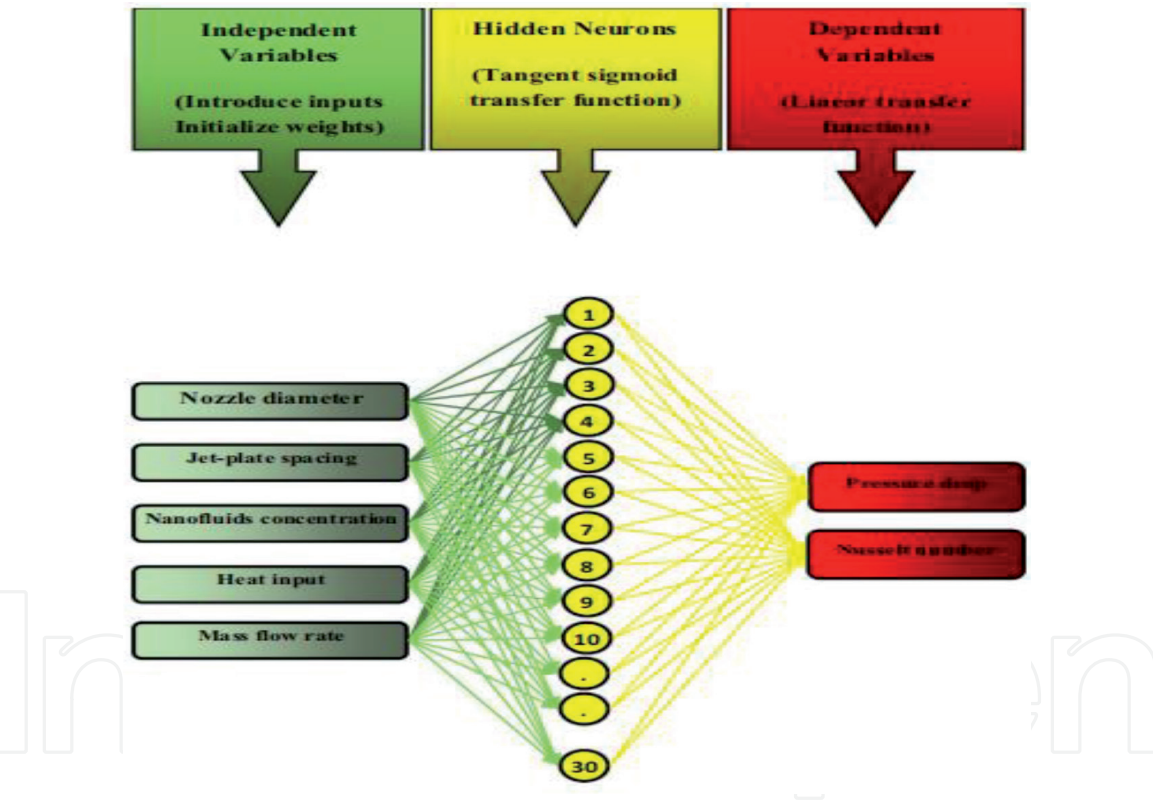 Independent
Variables
(Introduce inputs
Initialize weights)
Hidden Neurons
(Tangent sigmoid
transfer function)
Dependent
Variables
(Linear transfer
function)
Nozzle diameter
Jet-plate spacing
Nanofluids concentration
Heat input
Mass flow rate
1
2
3
4
5
6
7
8
9
10
.
.
30
Pressure drop
Nusselt number